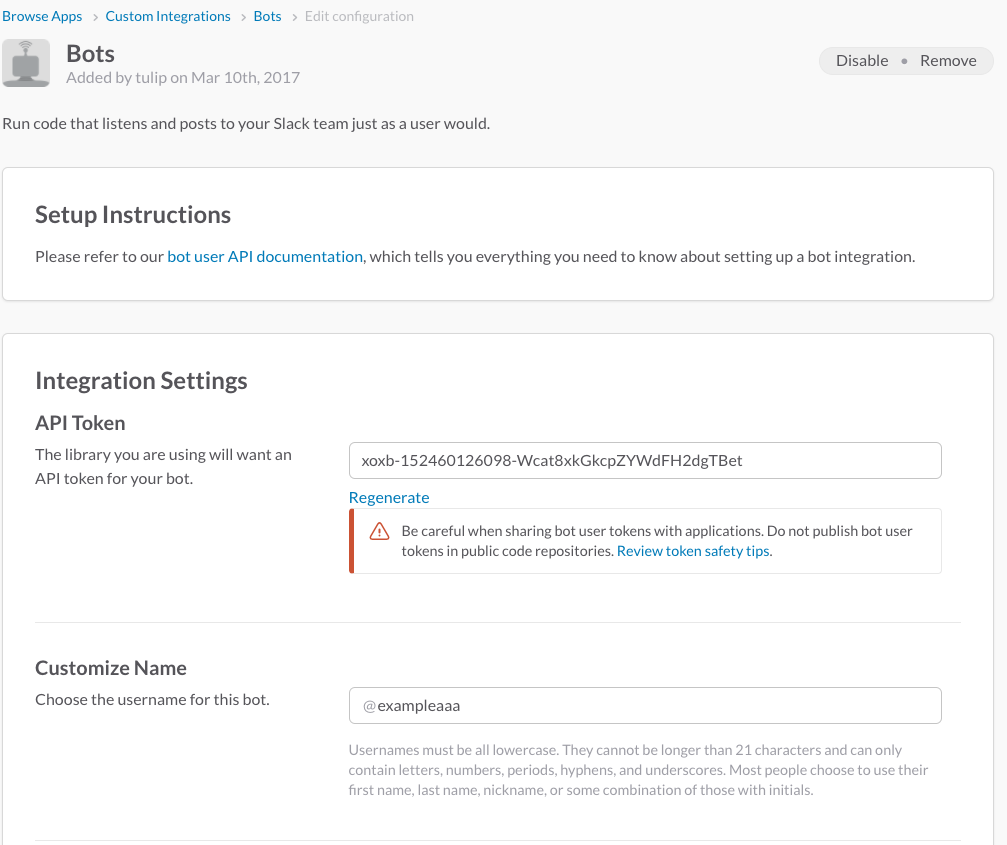 Browse Apps > Custom Integrations > Bots > Edit configuration
Bots
Added by tulip on Mar 10th, 2017
Disable • Remove
Run code that listens and posts to your Slack team just as a user would.
Setup Instructions
Please refer to our bot user API documentation, which tells you everything you need to know about setting up a bot integration.
Integration Settings
API Token
The library you are using will want an
API token for your bot.
xoxb-152460126098-Wcat8xkGkcpZYWdFH2dgTBet
Regenerate
Be careful when sharing bot user tokens with applications. Do not publish bot user
tokens in public code repositories. Review token safety tips.
Customize Name
Choose the username for this bot.
@exampleaaa
Usernames must be all lowercase. They cannot be longer than 21 characters and can only
contain letters, numbers, periods, hyphens, and underscores. Most people choose to use their
first name, last name, nickname, or some combination of those with initials.